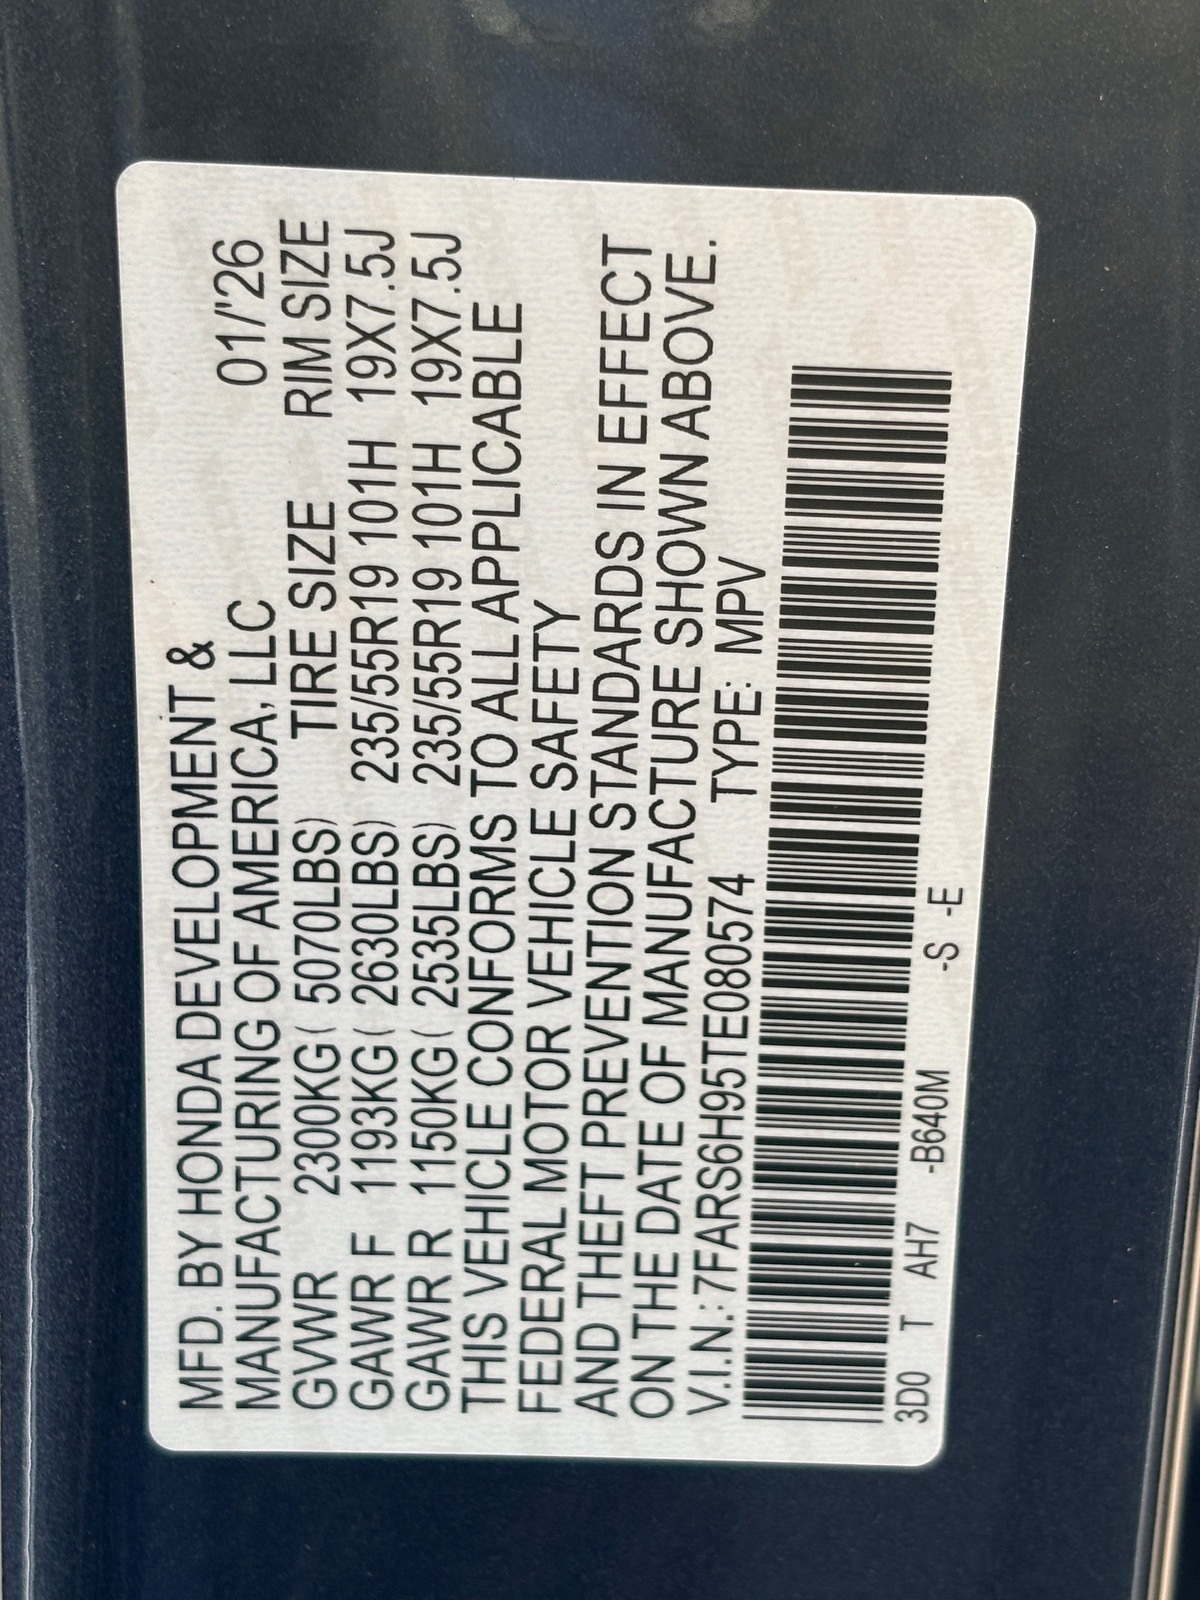 MFD. BY HONDA DEVELOPMENT &
MANUFACTURING OF AMERICA, LLC 01/'26
GVWR 2300KG ( 5070LBS) TIRE SIZE RIM SIZE
GAWR F 1193KG ( 2630LBS) 235/55R19 101H 19X7.5J
GAWR R 1150KG ( 2535LBS) 235/55R19 101H 19X7.5J
THIS VEHICLE CONFORMS TO ALL APPLICABLE
FEDERAL MOTOR VEHICLE SAFETY
AND THEFT PREVENTION STANDARDS IN EFFECT
ON THE DATE OF MANUFACTURE SHOWN ABOVE.
V.I.N.: 7FARS6H95TE080574 TYPE: MPV
3D0 T AH7 -B640M -S -E